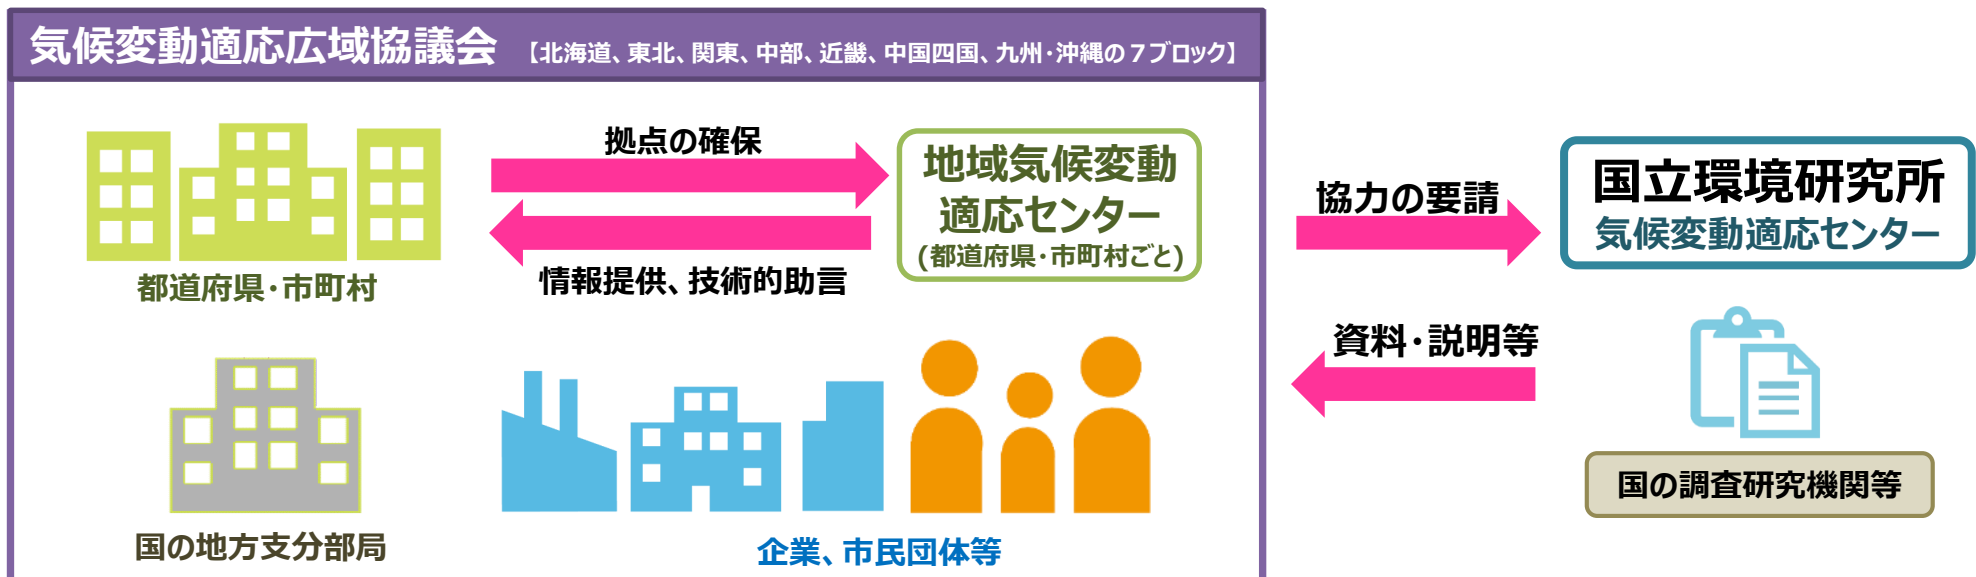 気候変動適応広域協議会 【北海道、東北、関東、中部、近畿、中国四国、九州・沖縄の7ブロック】
拠点の確保
地域気候変動
適応センター
(都道府県・市町村ごと)
情報提供、技術的助言
都道府県・市町村
国の地方支分部局
企業、市民団体等
協力の要請
国立環境研究所
気候変動適応センター
資料・説明等
国の調査研究機関等